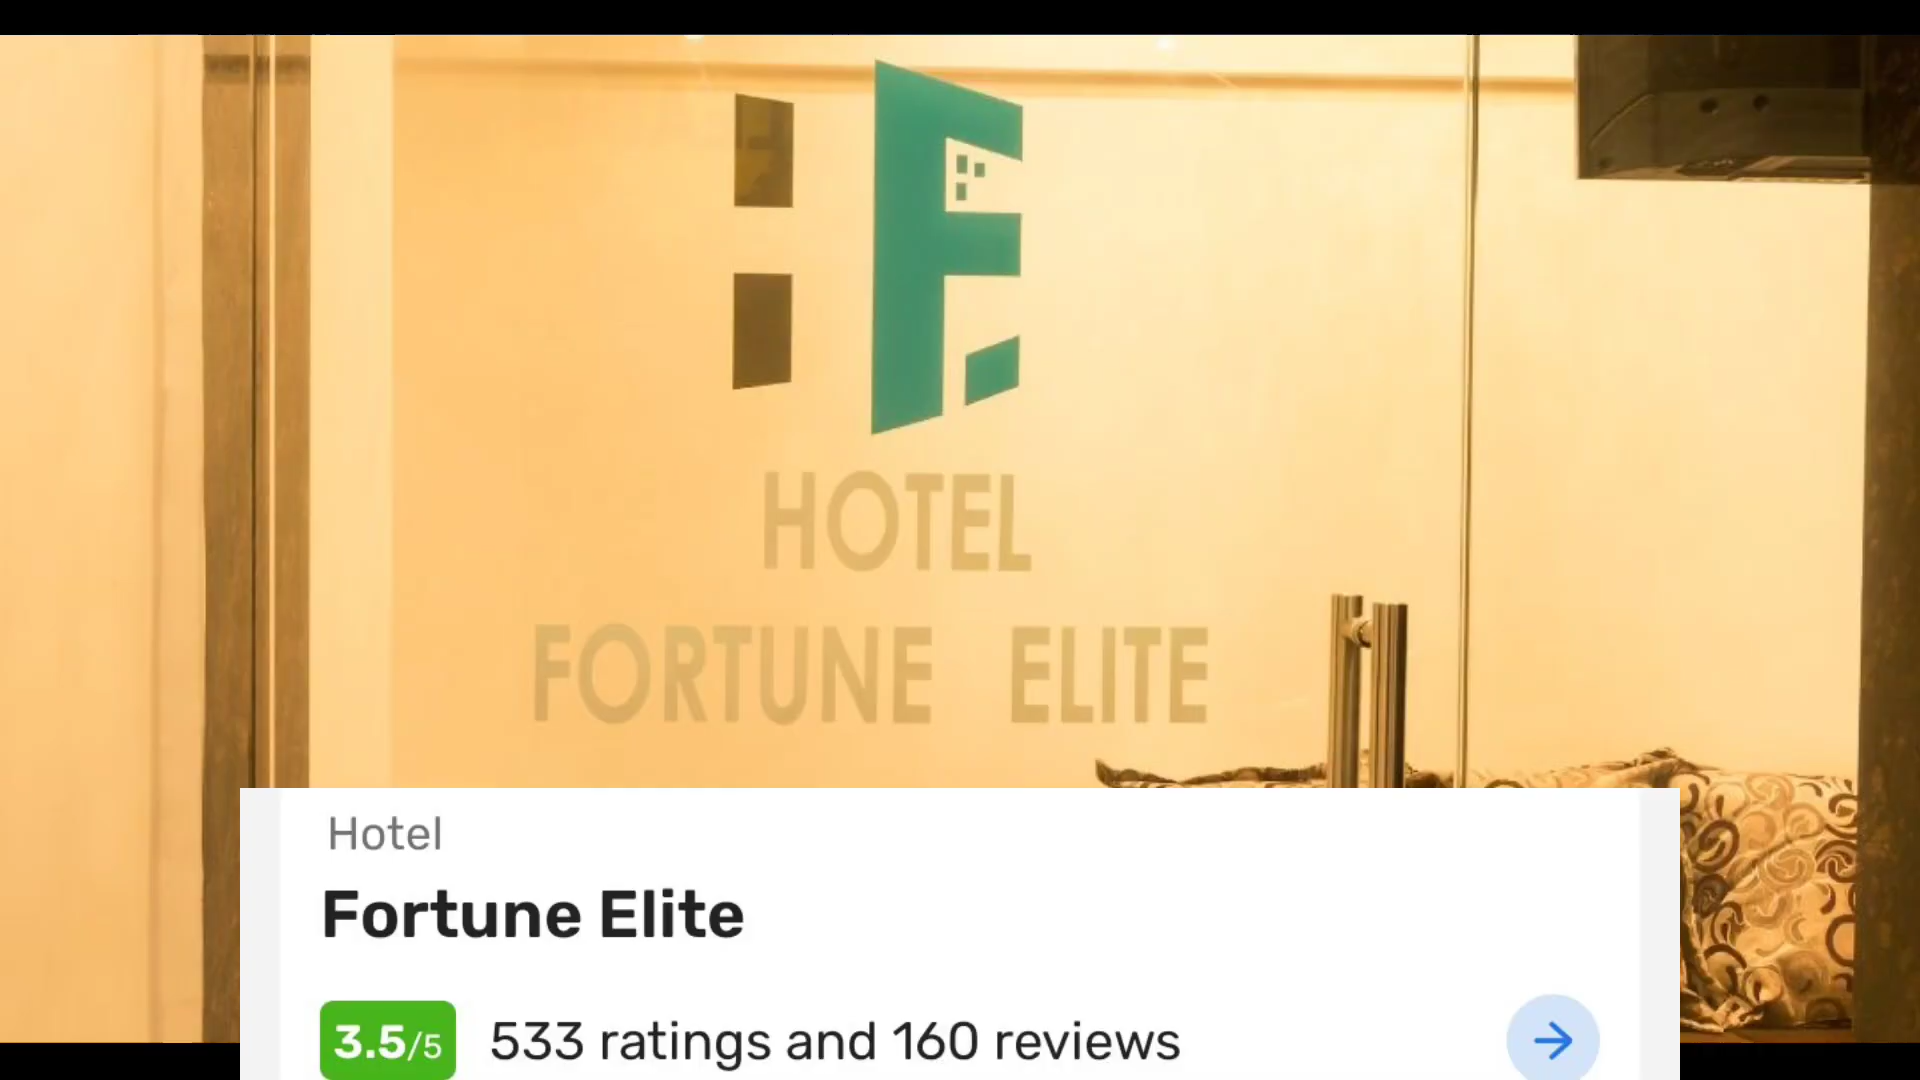 HOTEL
FORTUNE ELITE
Hotel
Fortune Elite
3.5/5 533 ratings and 160 reviews